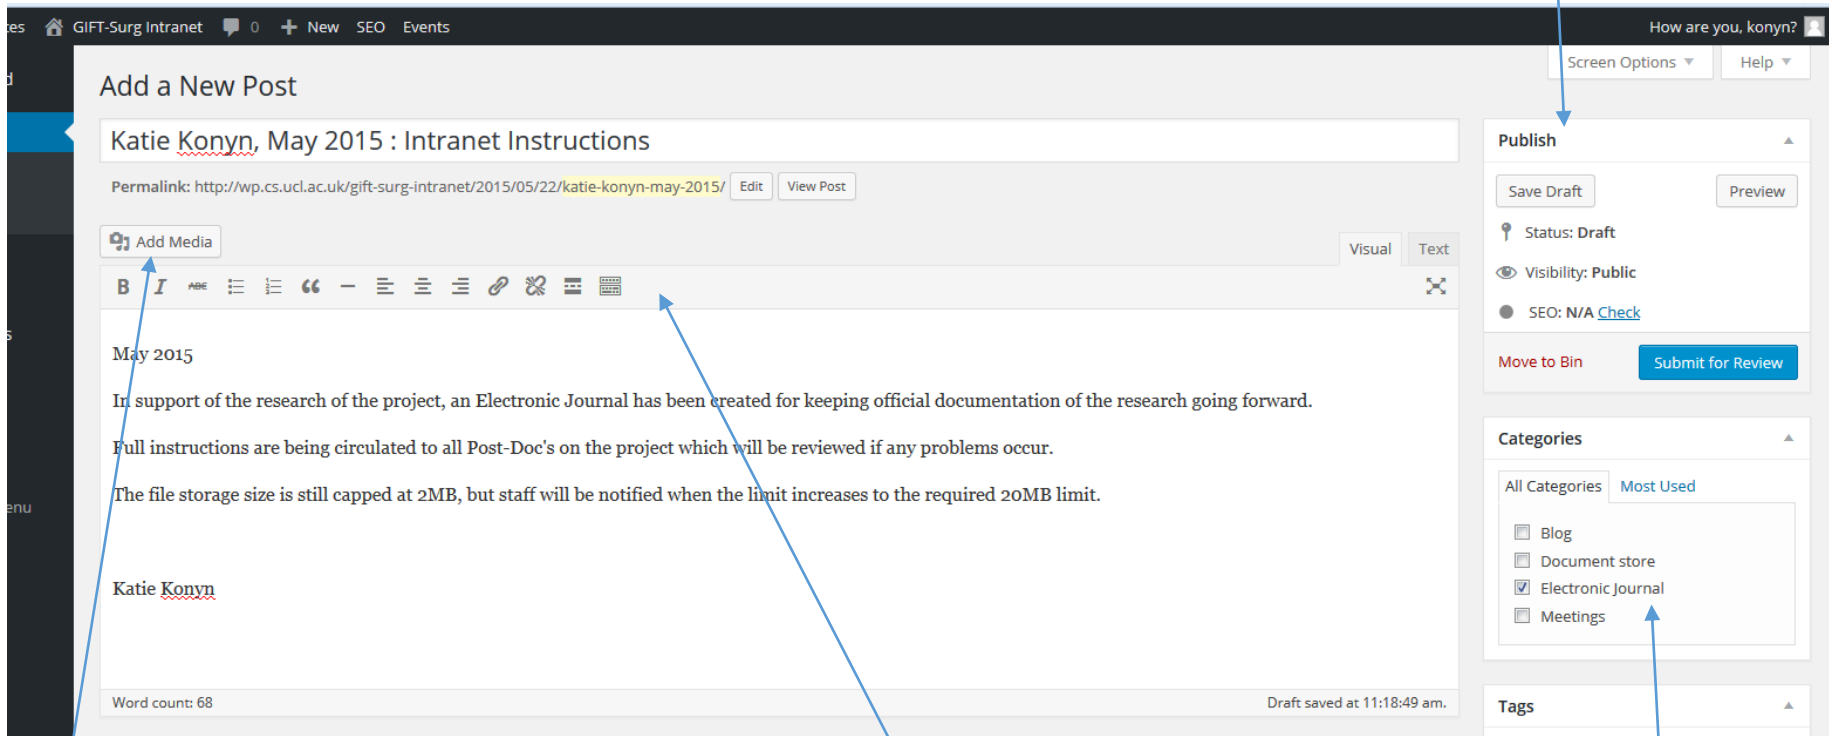 GIFT-Surg Intranet 0 + New SEO Events How are you, konyn?
Screen Options Help
Add a New Post
Katie Konyn, May 2015 : Intranet Instructions
Permalink: http://wp.cs.ucl.ac.uk/gift-surg-intranet/2015/05/22/katie-konyn-may-2015/ Edit View Post
Add Media
Visual Text
B I ABC
May 2015
In support of the research of the project, an Electronic Journal has been created for keeping official documentation of the research going forward.
Full instructions are being circulated to all Post-Doc's on the project which will be reviewed if any problems occur.
The file storage size is still capped at 2MB, but staff will be notified when the limit increases to the required 20MB limit.
Katie Konyn
Word count: 68 Draft saved at 11:18:49 am.
Publish
Save Draft Preview
Status: Draft
Visibility: Public
SEO: N/A Check
Move to Bin Submit for Review
Categories
All Categories Most Used
Blog
Document store
Electronic Journal
Meetings
Tags